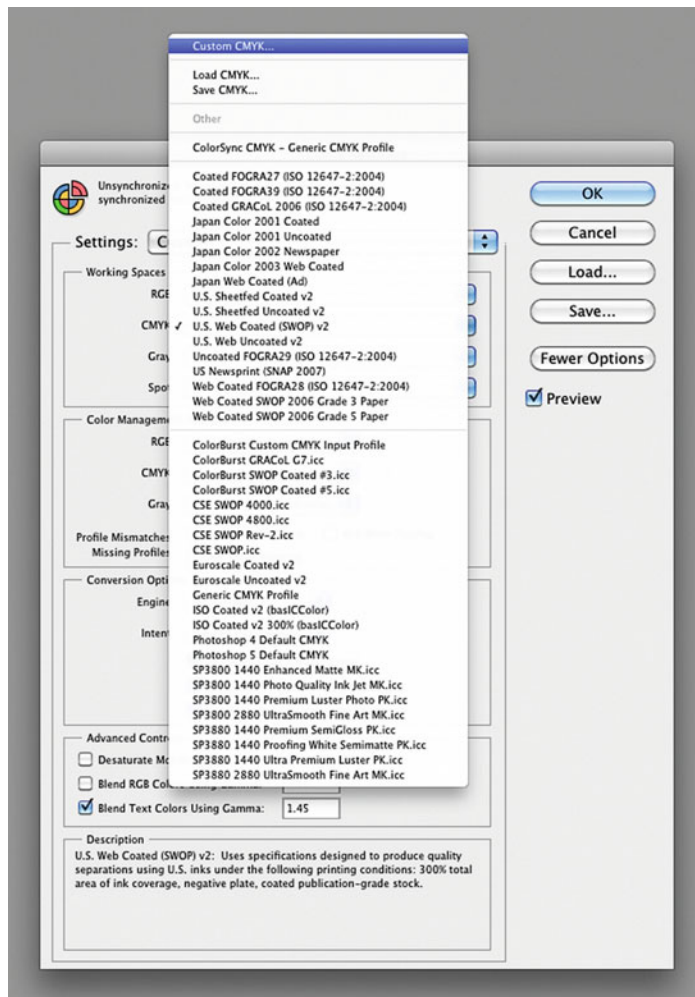 Custom CMYK...
Load CMYK...
Save CMYK...
Other
ColorSync CMYK – Generic CMYK Profile
Coated FOGRA27 (ISO 12647-2:2004)
Coated FOGRA39 (ISO 12647-2:2004)
Coated GRACoL 2006 (ISO 12647-2:2004)
Japan Color 2001 Coated
Japan Color 2001 Uncoated
Japan Color 2002 Newspaper
Japan Color 2003 Web Coated
Japan Web Coated (Ad)
U.S. Sheetfed Coated v2
U.S. Sheetfed Uncoated v2
✓ U.S. Web Coated (SWOP) v2
U.S. Web Uncoated v2
Uncoated FOGRA29 (ISO 12647-2:2004)
US Newsprint (SNAP 2007)
Web Coated FOGRA28 (ISO 12647-2:2004)
Web Coated SWOP 2006 Grade 3 Paper
Web Coated SWOP 2006 Grade 5 Paper
ColorBurst Custom CMYK Input Profile
ColorBurst GRACoL G7.icc
ColorBurst SWOP Coated #3.icc
ColorBurst SWOP Coated #5.icc
CSE SWOP 4000.icc
CSE SWOP 4800.icc
CSE SWOP Rev-2.icc
CSE SWOP.icc
Euroscale Coated v2
Euroscale Uncoated v2
Generic CMYK Profile
ISO Coated v2 (basICColor)
ISO Coated v2 300% (basICColor)
Photoshop 4 Default CMYK
Photoshop 5 Default CMYK
SP3800 1440 Enhanced Matte MK.icc
SP3800 1440 Photo Quality Ink Jet MK.icc
SP3800 1440 Premium Luster Photo PK.icc
SP3800 2880 UltraSmooth Fine Art MK.icc
SP3880 1440 Premium SemiGloss PK.icc
SP3880 1440 Proofing White Semimatte PK.icc
SP3880 1440 Ultra Premium Luster PK.icc
SP3880 2880 UltraSmooth Fine Art MK.icc
Unsynchroniz
synchronized
Settings: C
Working Spaces
RGB
CMYK
Gray
Spo
Color Manageme
RGB
CMYK
Gray
Profile Mismatches
Missing Profiles
Conversion Opti
Engine
Intent
Advanced Contr
Desaturate Mo
Blend RGB Colors Using Gamma:
Blend Text Colors Using Gamma: 1.45
Description
U.S. Web Coated (SWOP) v2: Uses specifications designed to produce quality
separations using U.S. inks under the following printing conditions: 300% total
area of ink coverage, negative plate, coated publication-grade stock.
OK
Cancel
Load...
Save...
Fewer Options
Preview